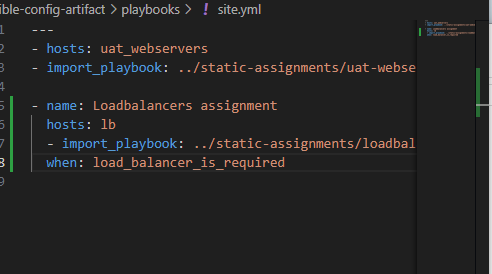 ible-config-artifact > playbooks > ! site.yml
1 ---
2 - hosts: uat_webservers
3 - import_playbook: ../static-assignments/uat-webse
4
5 - name: Loadbalancers assignment
6 hosts: lb
7 - import_playbook: ../static-assignments/loadbal
8 when: load_balancer_is_required
9